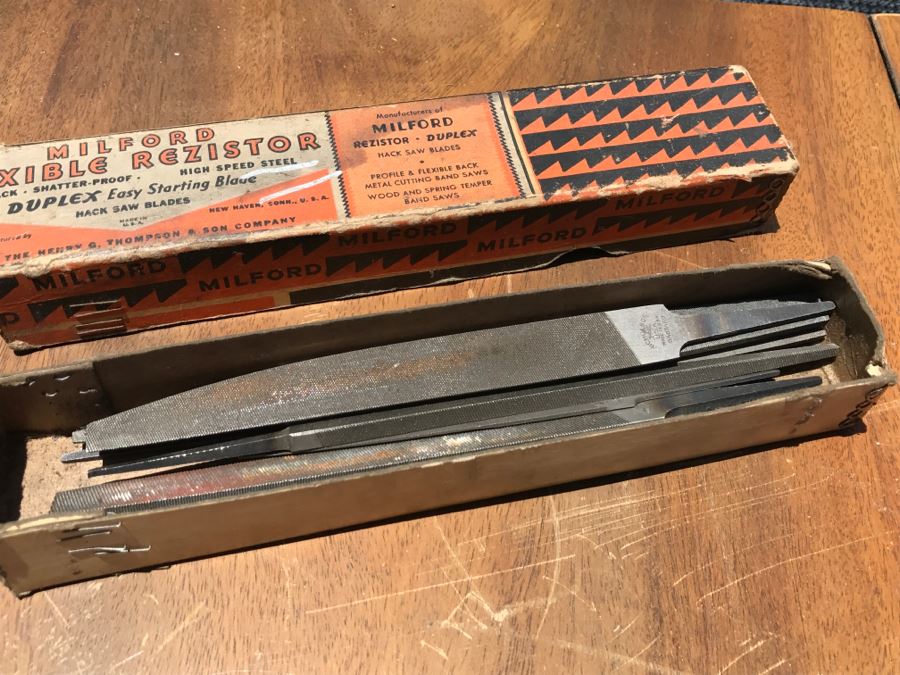 MILFORD
XIBLE REZISTOR
CK • SHATTER-PROOF • HIGH SPEED STEEL
DUPLEX Easy Starting Blade
HACK SAW BLADES
MADE IN
U.S.A.
NEW HAVEN, CONN., U.S.A.
THE HENRY G. THOMPSON & SON COMPANY
Manufacturers of
MILFORD
REZISTOR • DUPLEX
HACK SAW BLADES
•
PROFILE & FLEXIBLE BACK
METAL CUTTING BAND SAWS
WOOD AND SPRING TEMPER
BAND SAWS
MILFORD
MILFORD
MILFORD
MILFORD
MILFORD